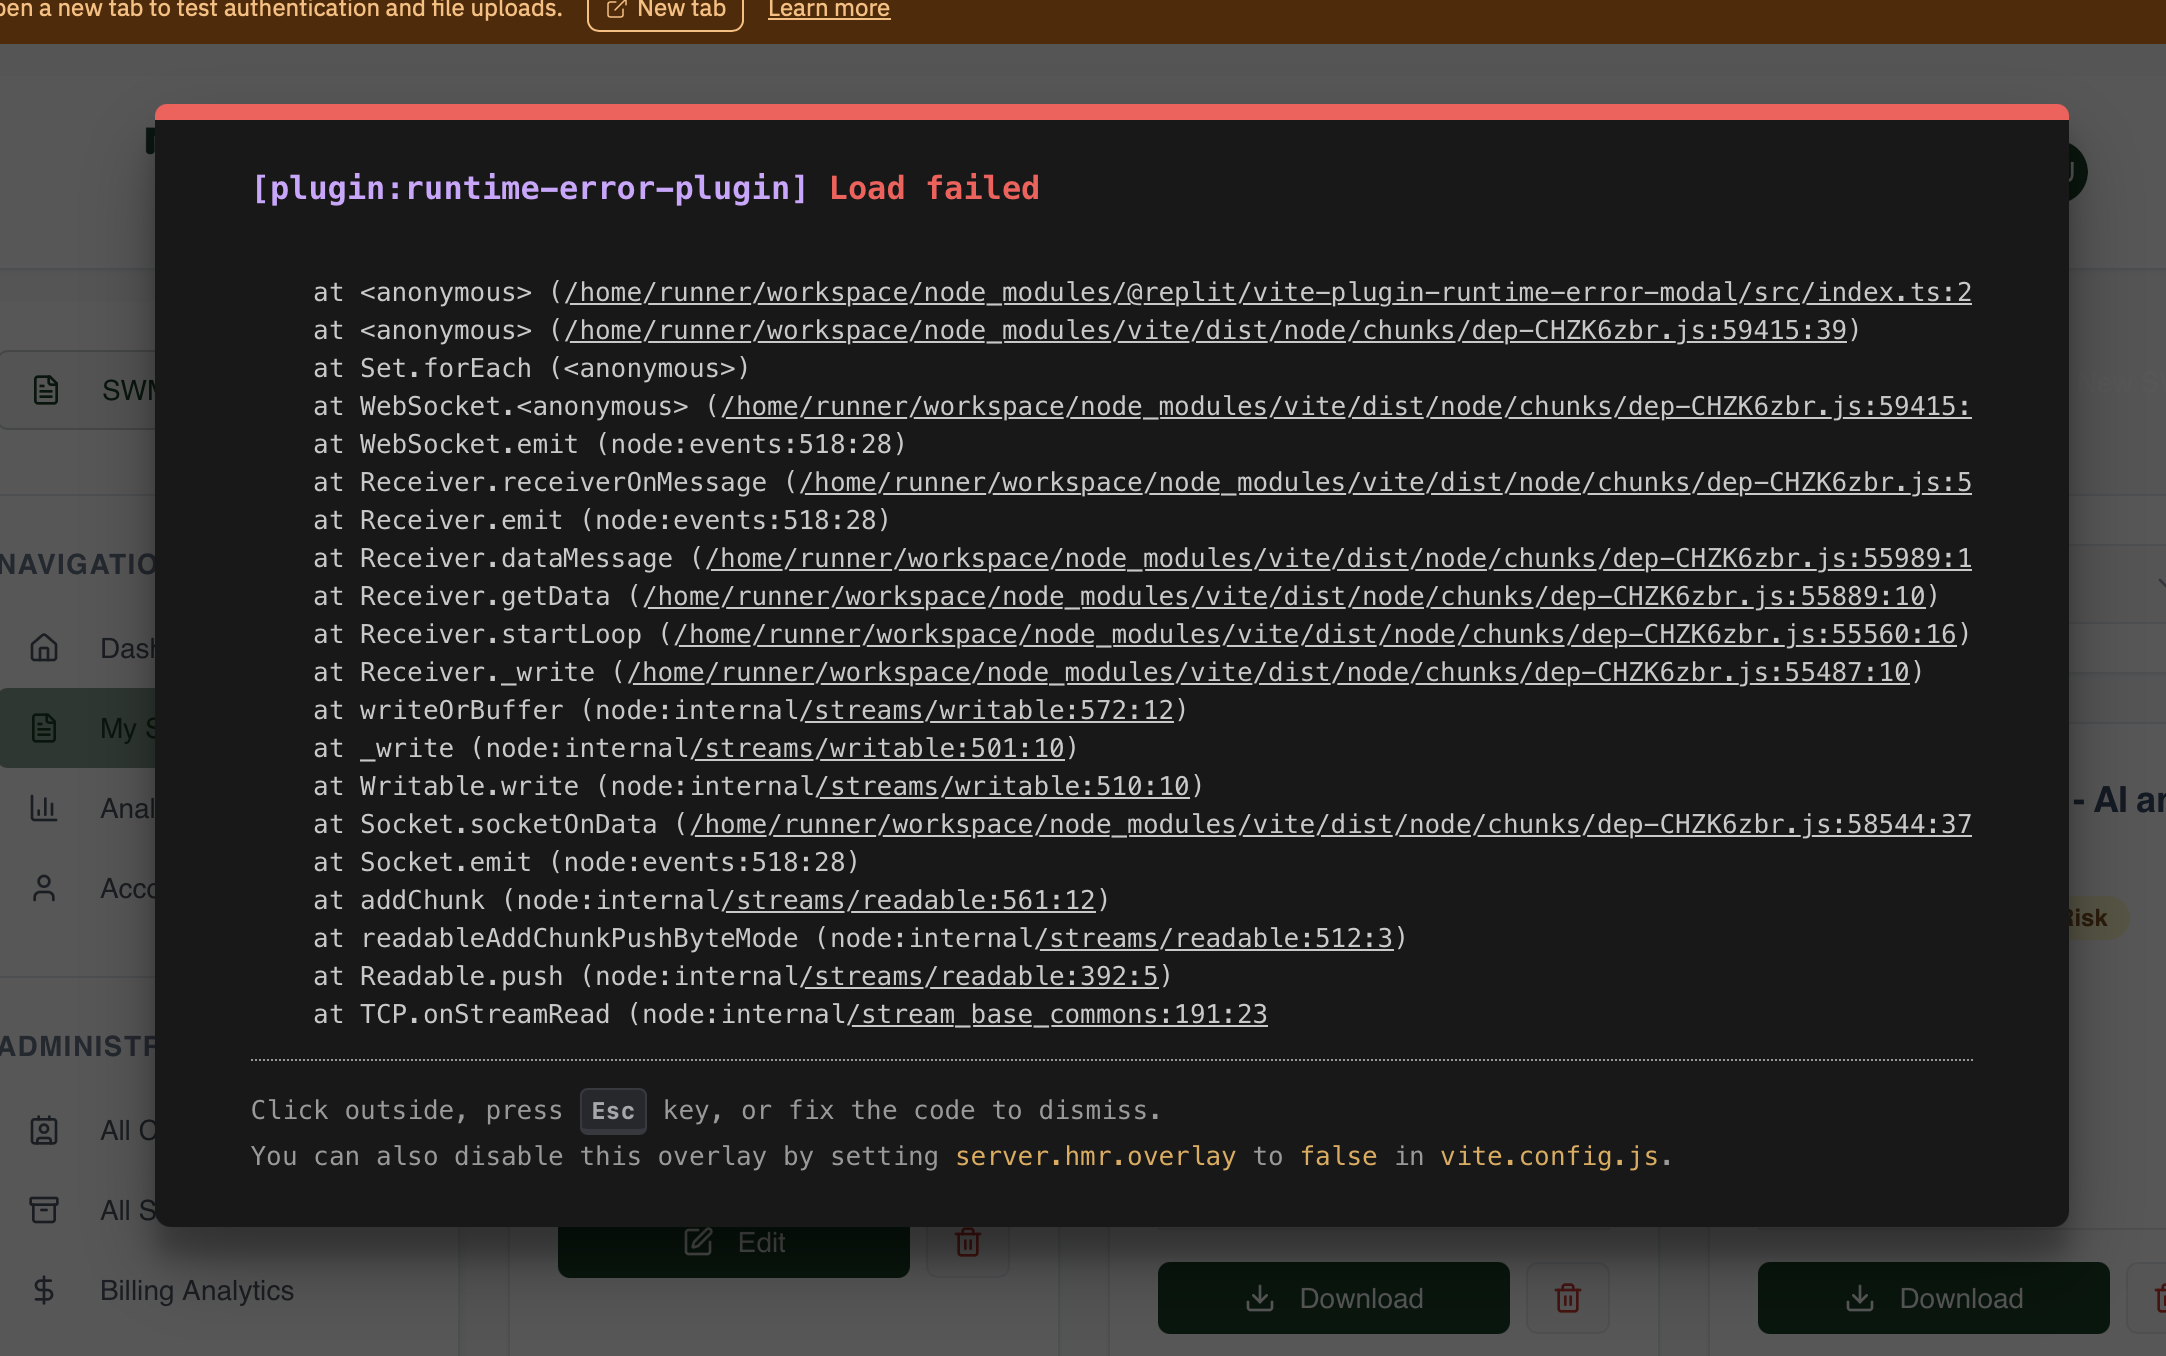 pen a new tab to test authentication and file uploads. New tab Learn more
[plugin:runtime-error-plugin] Load failed
at <anonymous> (/home/runner/workspace/node_modules/@replit/vite-plugin-runtime-error-modal/src/index.ts:2
at <anonymous> (/home/runner/workspace/node_modules/vite/dist/node/chunks/dep-CHZK6zbr.js:59415:39)
at Set.forEach (<anonymous>)
at WebSocket.<anonymous> (/home/runner/workspace/node_modules/vite/dist/node/chunks/dep-CHZK6zbr.js:59415:
at WebSocket.emit (node:events:518:28)
at Receiver.receiverOnMessage (/home/runner/workspace/node_modules/vite/dist/node/chunks/dep-CHZK6zbr.js:5
at Receiver.emit (node:events:518:28)
at Receiver.dataMessage (/home/runner/workspace/node_modules/vite/dist/node/chunks/dep-CHZK6zbr.js:55989:1
at Receiver.getData (/home/runner/workspace/node_modules/vite/dist/node/chunks/dep-CHZK6zbr.js:55889:10)
at Receiver.startLoop (/home/runner/workspace/node_modules/vite/dist/node/chunks/dep-CHZK6zbr.js:55560:16)
at Receiver._write (/home/runner/workspace/node_modules/vite/dist/node/chunks/dep-CHZK6zbr.js:55487:10)
at writeOrBuffer (node:internal/streams/writable:572:12)
at _write (node:internal/streams/writable:501:10)
at Writable.write (node:internal/streams/writable:510:10)
at Socket.socketOnData (/home/runner/workspace/node_modules/vite/dist/node/chunks/dep-CHZK6zbr.js:58544:37
at Socket.emit (node:events:518:28)
at addChunk (node:internal/streams/readable:561:12)
at readableAddChunkPushByteMode (node:internal/streams/readable:512:3)
at Readable.push (node:internal/streams/readable:392:5)
at TCP.onStreamRead (node:internal/stream_base_commons:191:23
Click outside, press Esc key, or fix the code to dismiss.
You can also disable this overlay by setting server.hmr.overlay to false in vite.config.js.
SWM
NAVIGATIO
Dash
My S
Anal
Acco
ADMINISTR
All C
All S
Billing Analytics
- AI an
Risk
Edit
Download
Download